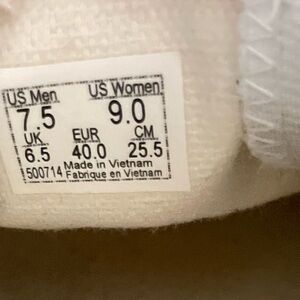 US Men US Women
7.5 9.0
UK EUR CM
6.5 40.0 25.5
500714 Made in Vietnam
Fabrique en Vietnam